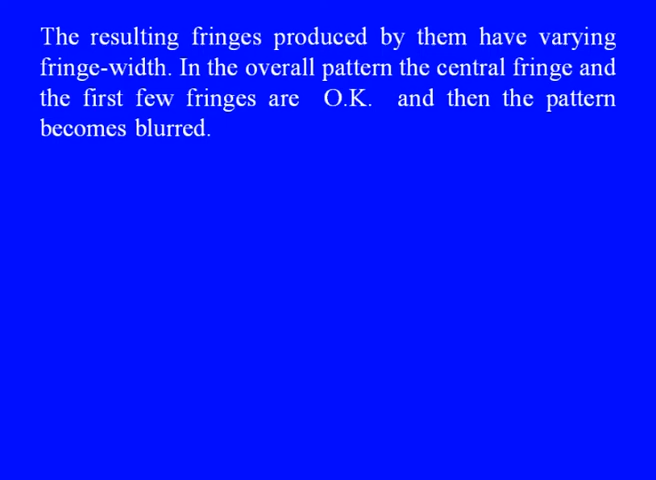 The resulting fringes produced by them have varying
fringe-width. In the overall pattern the central fringe and
the first few fringes are O.K. and then the pattern
becomes blurred.